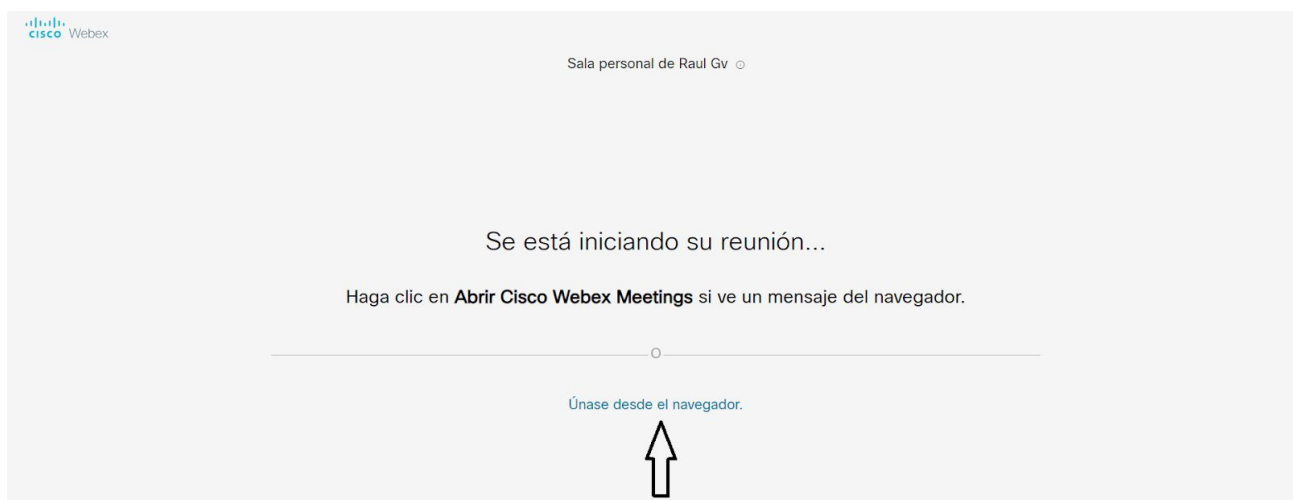 CISCO Webex
Sala personal de Raul Gv
Se está iniciando su reunión...
Haga clic en Abrir Cisco Webex Meetings si ve un mensaje del navegador.
O
Únase desde el navegador.